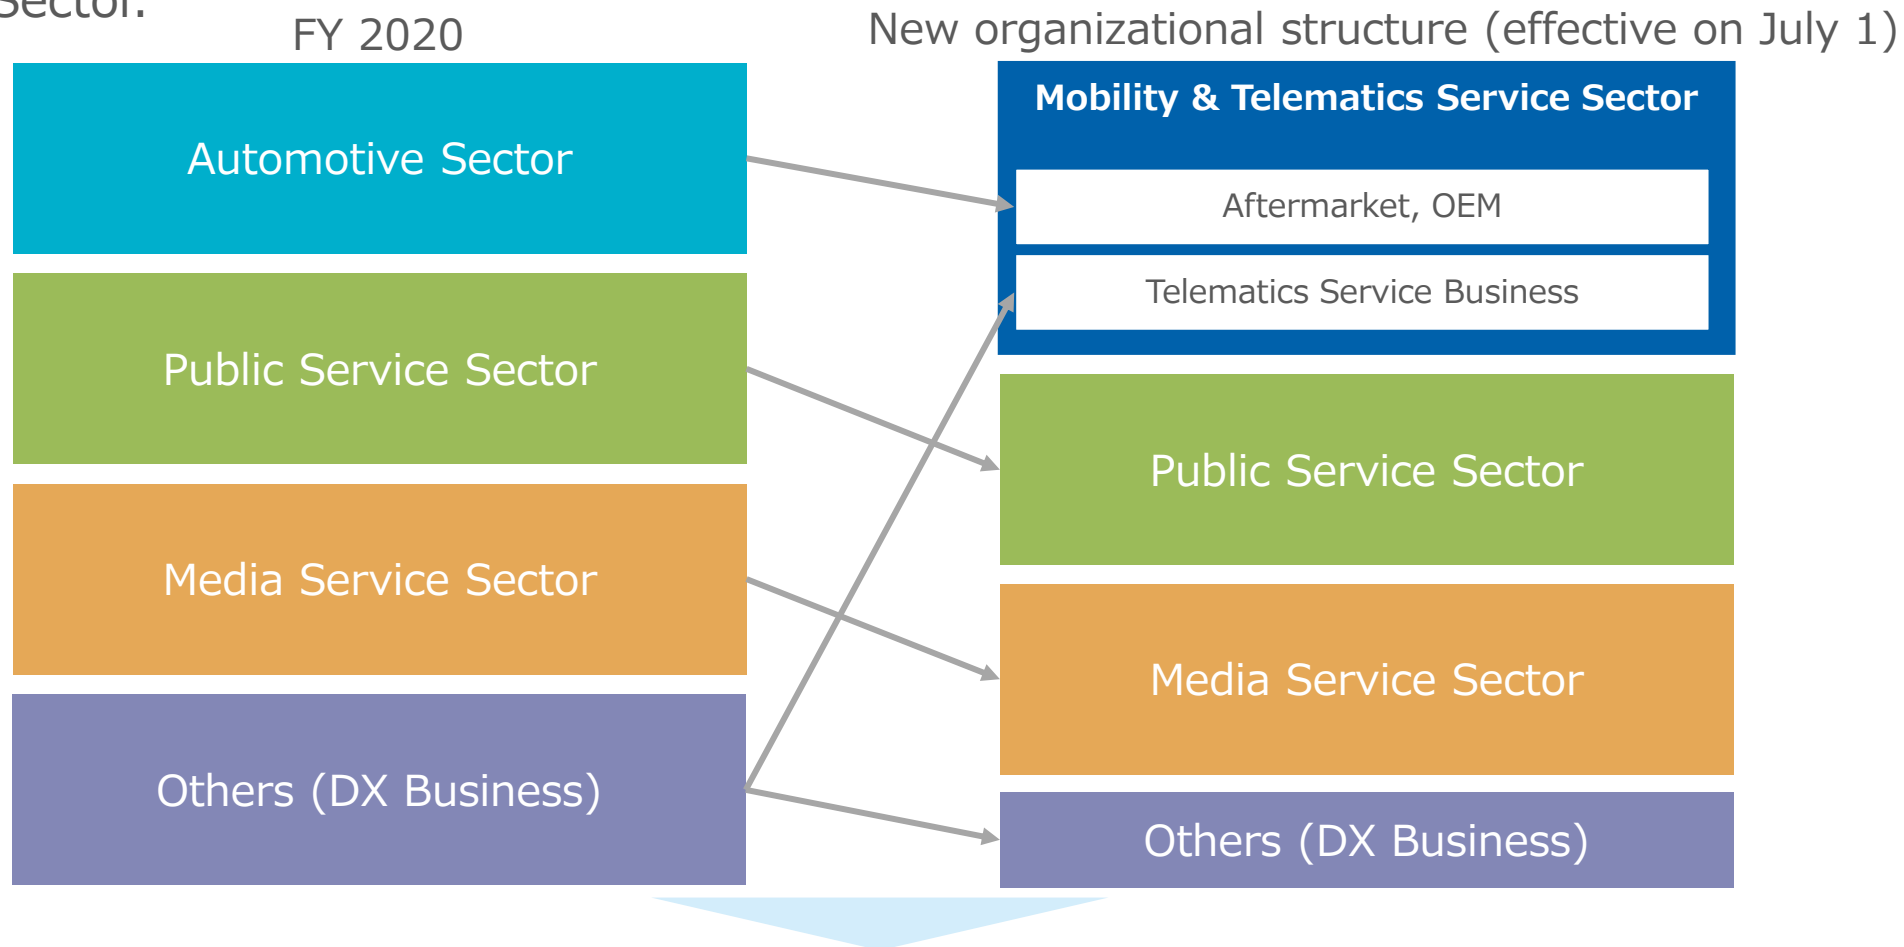 Sector.
FY 2020
New organizational structure (effective on July 1)
Automotive Sector
Public Service Sector
Media Service Sector
Others (DX Business)
Mobility & Telematics Service Sector
Aftermarket, OEM
Telematics Service Business
Public Service Sector
Media Service Sector
Others (DX Business)